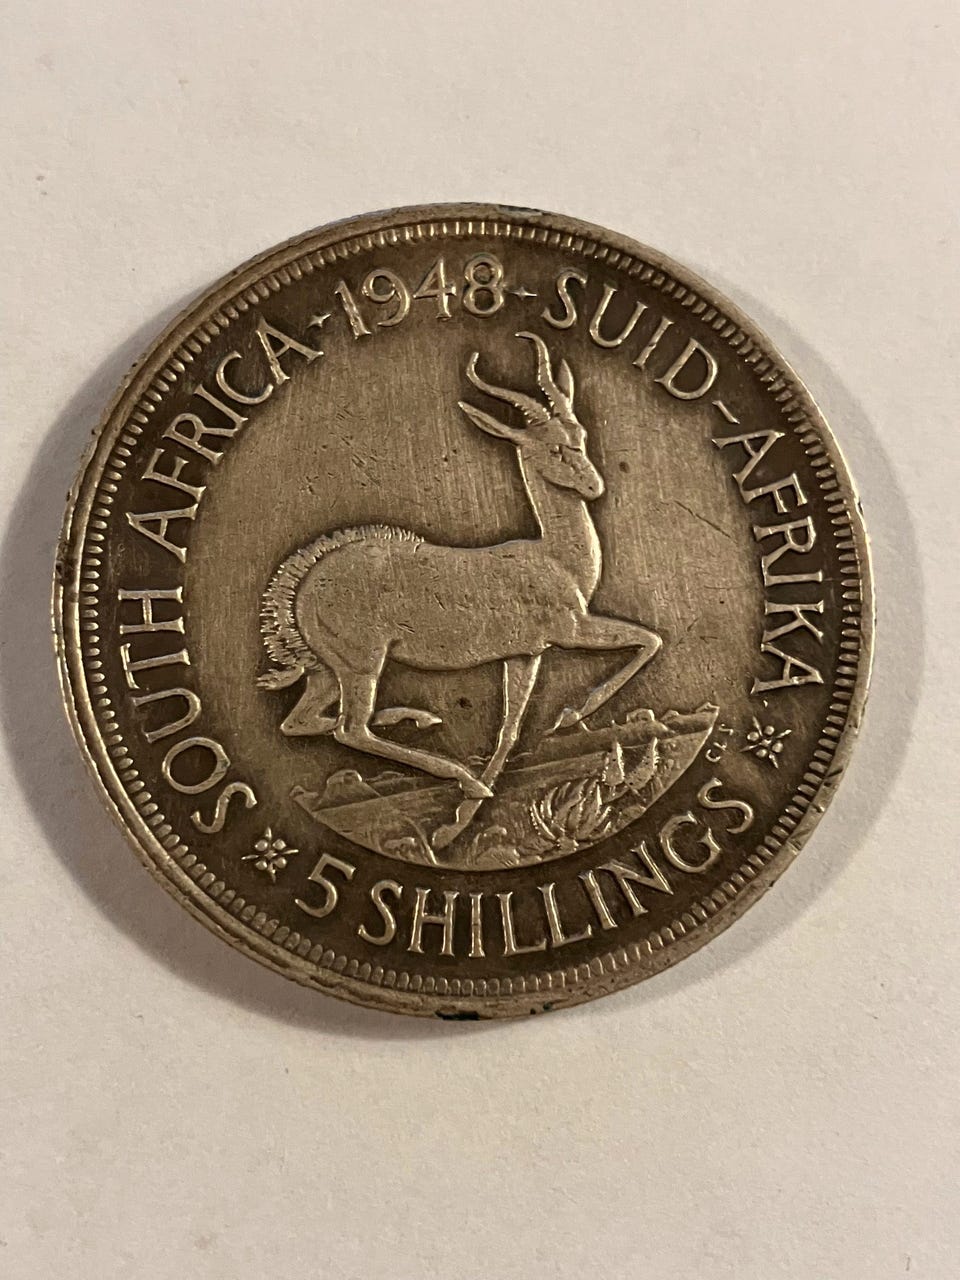 SOUTH AFRICA · 1948 · SUID-AFRIKA
5 SHILLINGS